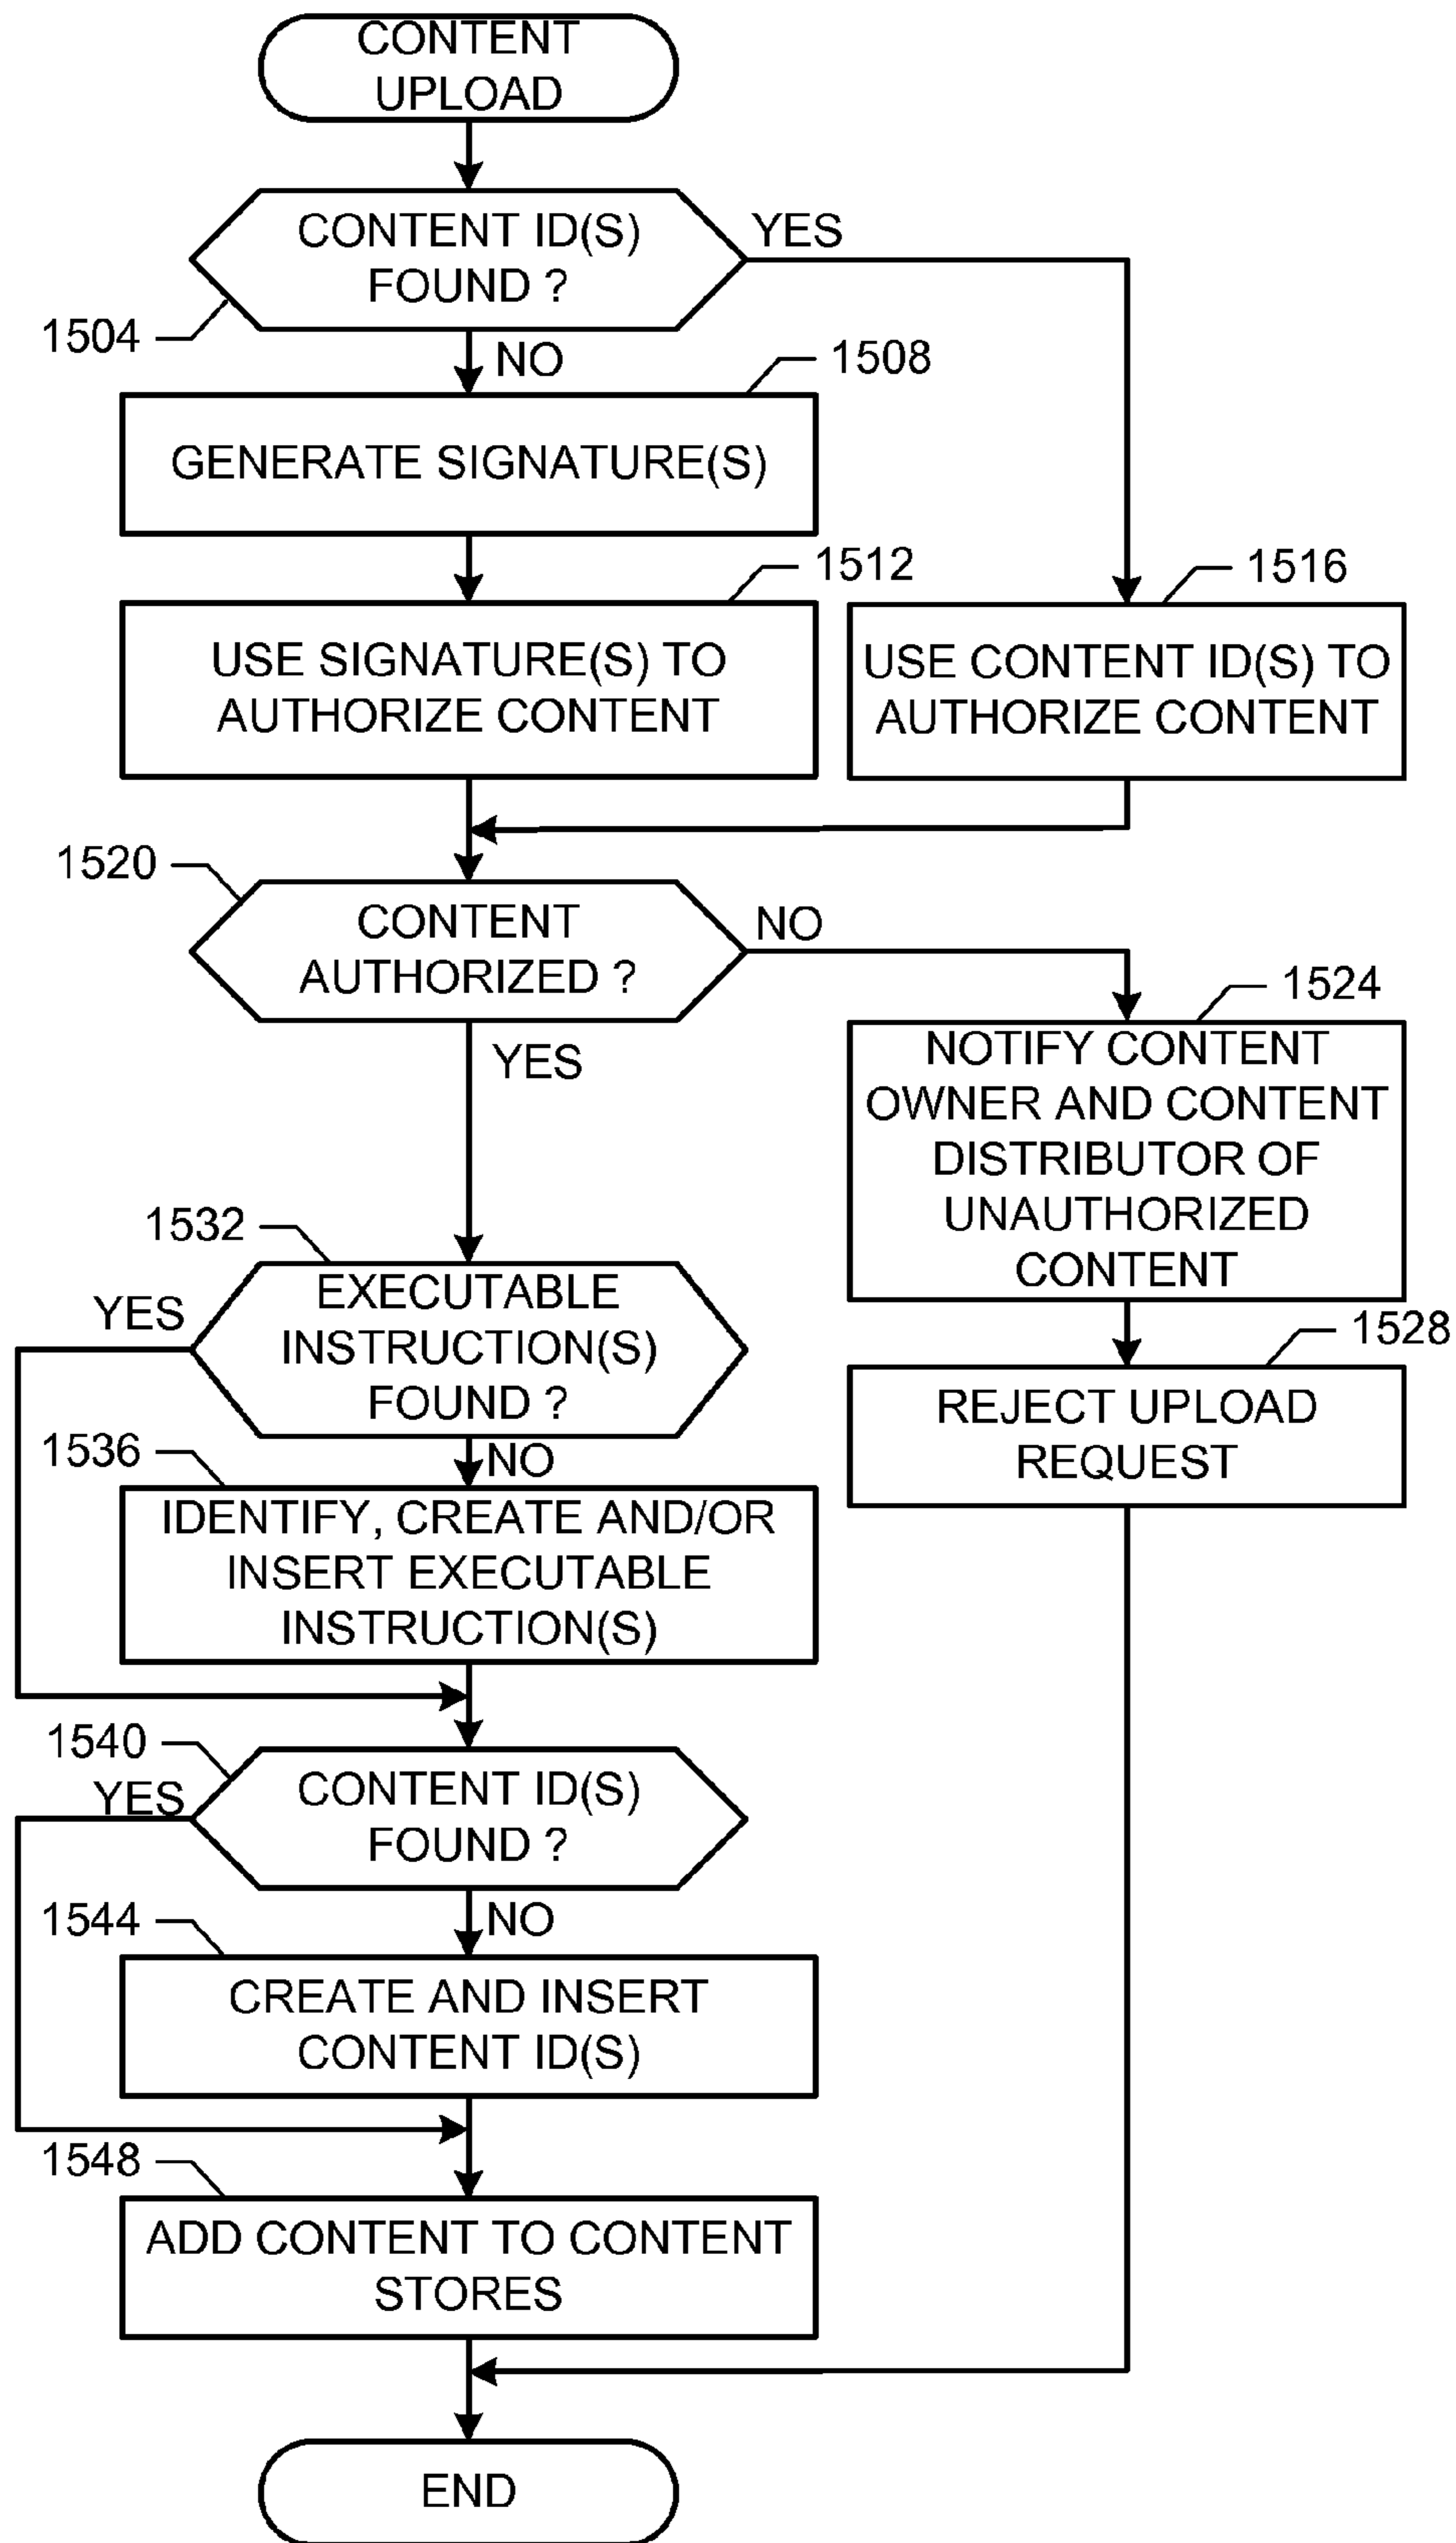 CONTENT
UPLOAD
CONTENT ID(S)
FOUND ?
YES
1504
NO
1508
GENERATE SIGNATURE(S)
1512
USE SIGNATURE(S) TO
AUTHORIZE CONTENT
1516
USE CONTENT ID(S) TO
AUTHORIZE CONTENT
1520
CONTENT
AUTHORIZED ?
NO
YES
1524
NOTIFY CONTENT
OWNER AND CONTENT
DISTRIBUTOR OF
UNAUTHORIZED
CONTENT
1528
REJECT UPLOAD
REQUEST
1532
EXECUTABLE
INSTRUCTION(S)
FOUND ?
YES
NO
1536
IDENTIFY, CREATE AND/OR
INSERT EXECUTABLE
INSTRUCTION(S)
1540
CONTENT ID(S)
FOUND ?
YES
NO
1544
CREATE AND INSERT
CONTENT ID(S)
1548
ADD CONTENT TO CONTENT
STORES
END